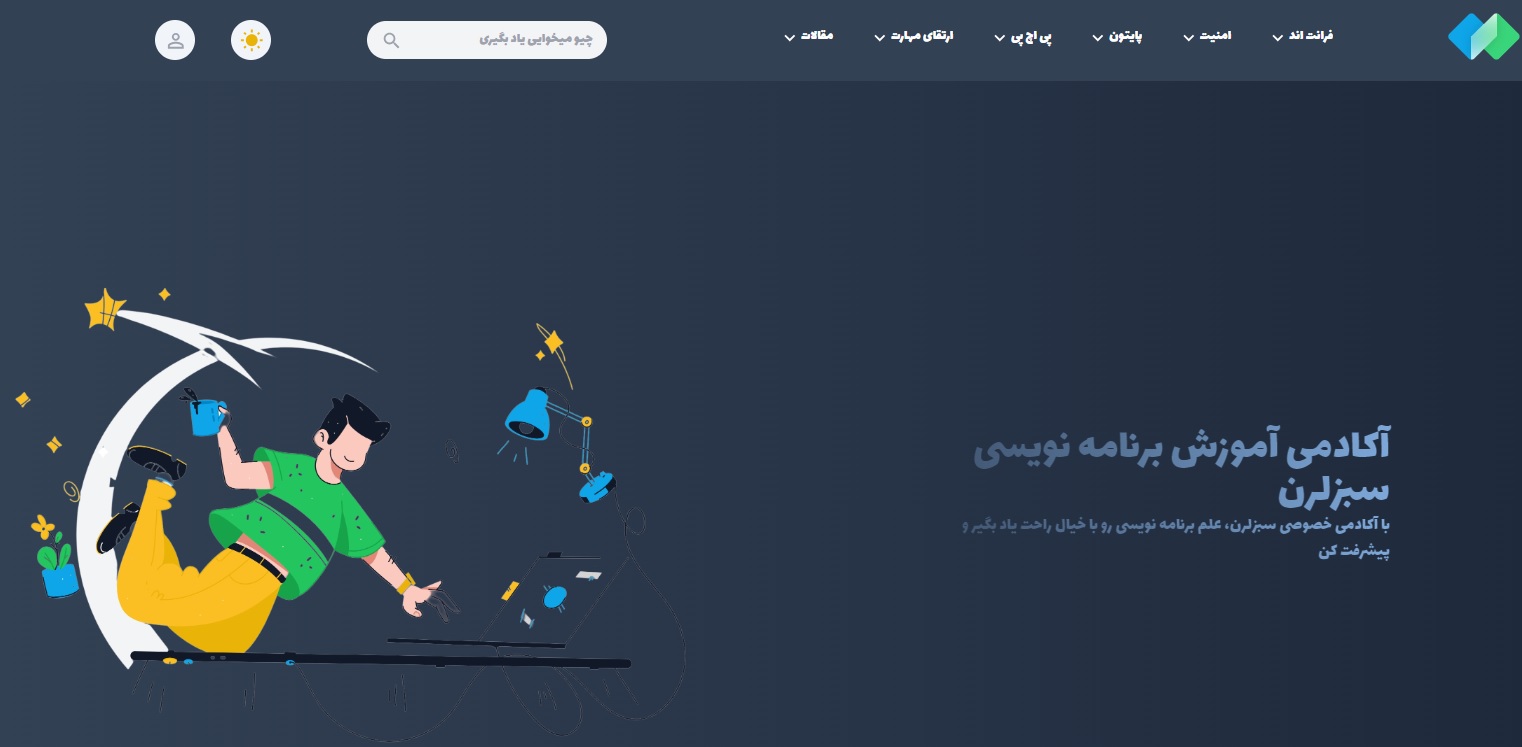 فرانت اند
امنیت
پایتون
پی اچ پی
ارتقای مهارت
مقالات
چیو میخوایی یاد بگیری
آکادمی آموزش برنامه نویسی
سبزلرن
با آکادمی خصوصی سبزلرن، علم برنامه نویسی رو با خیال راحت یاد بگیر و
پیشرفت کن